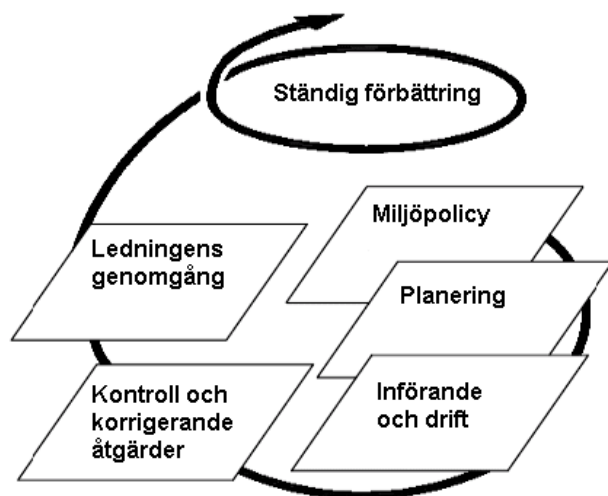 Ständig förbättring
Miljöpolicy
Planering
Införande
och drift
Kontroll och
korrigerande
åtgärder
Ledningens
genomgång